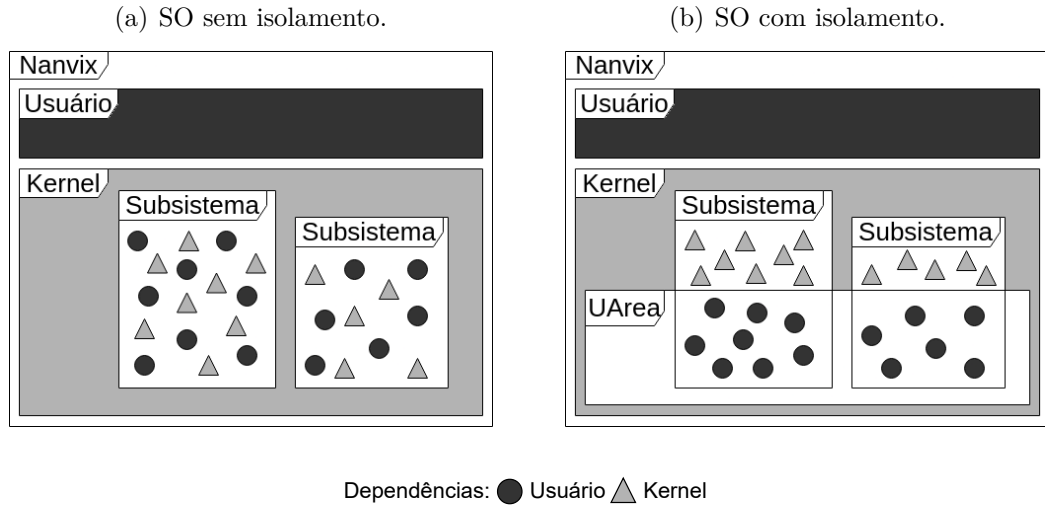 (a) SO sem isolamento.
Nanvix
Usuário
Kernel
Subsistema
Subsistema
(b) SO com isolamento.
Nanvix
Usuário
Kernel
Subsistema
Subsistema
UArea
Dependências: Usuário Kernel